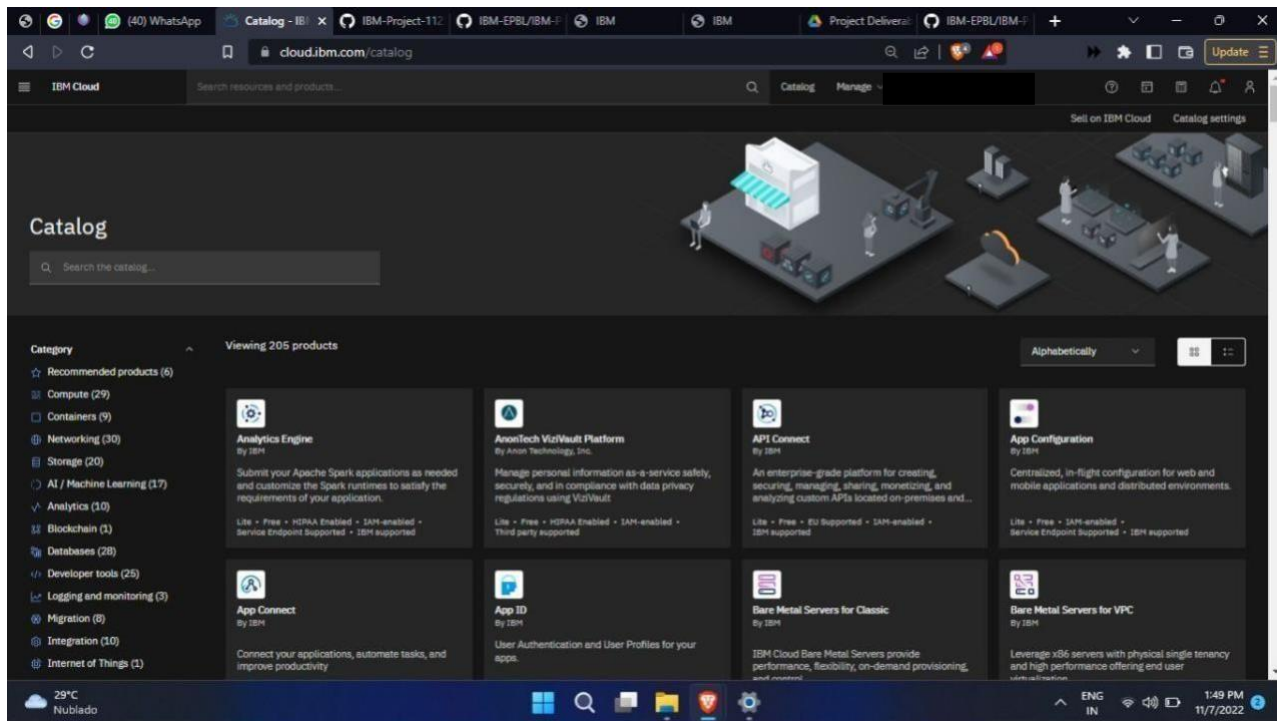 (40) WhatsApp
Catalog - IB
IBM-Project-112
IBM-EPBL/IBM-P
IBM
IBM
Project Deliverab
IBM-EPBL/IBM-P
cloud.ibm.com/catalog
Update
IBM Cloud
Search resources and products...
Catalog
Manage
Sell on IBM Cloud
Catalog settings
Catalog
Search the catalog...
Category
Recommended products (6)
Compute (29)
Containers (9)
Networking (30)
Storage (20)
AI / Machine Learning (17)
Analytics (10)
Blockchain (1)
Databases (28)
Developer tools (25)
Logging and monitoring (3)
Migration (8)
Integration (10)
Internet of Things (1)
Viewing 205 products
Alphabetically
Analytics Engine
By IBM
Submit your Apache Spark applications as needed
and customize the Spark runtimes to satisfy the
requirements of your application.
Lite • Free • HIPAA Enabled • IAM-enabled •
Service Endpoint Supported • IBM supported
AnonTech ViziVault Platform
By Anon Technology, Inc.
Manage personal information as-a-service safely,
securely, and in compliance with data privacy
regulations using ViziVault
Lite • Free • HIPAA Enabled • IAM-enabled •
Third party supported
API Connect
By IBM
An enterprise-grade platform for creating,
securing, managing, sharing, monetizing, and
analyzing custom APIs located on-premises and...
Lite • Free • EU Supported • IAM-enabled •
IBM supported
App Configuration
By IBM
Centralized, in-flight configuration for web and
mobile applications and distributed environments.
Lite • Free • IAM-enabled •
Service Endpoint Supported • IBM supported
App Connect
By IBM
Connect your applications, automate tasks, and
improve productivity
App ID
By IBM
User Authentication and User Profiles for your
apps.
Bare Metal Servers for Classic
By IBM
IBM Cloud Bare Metal Servers provide
performance, flexibility, on-demand provisioning,
and control
Bare Metal Servers for VPC
By IBM
Leverage x86 servers with physical single tenancy
and high performance offering end user
virtualization
29°C
Nublado
ENG
IN
1:49 PM
11/7/2022
2